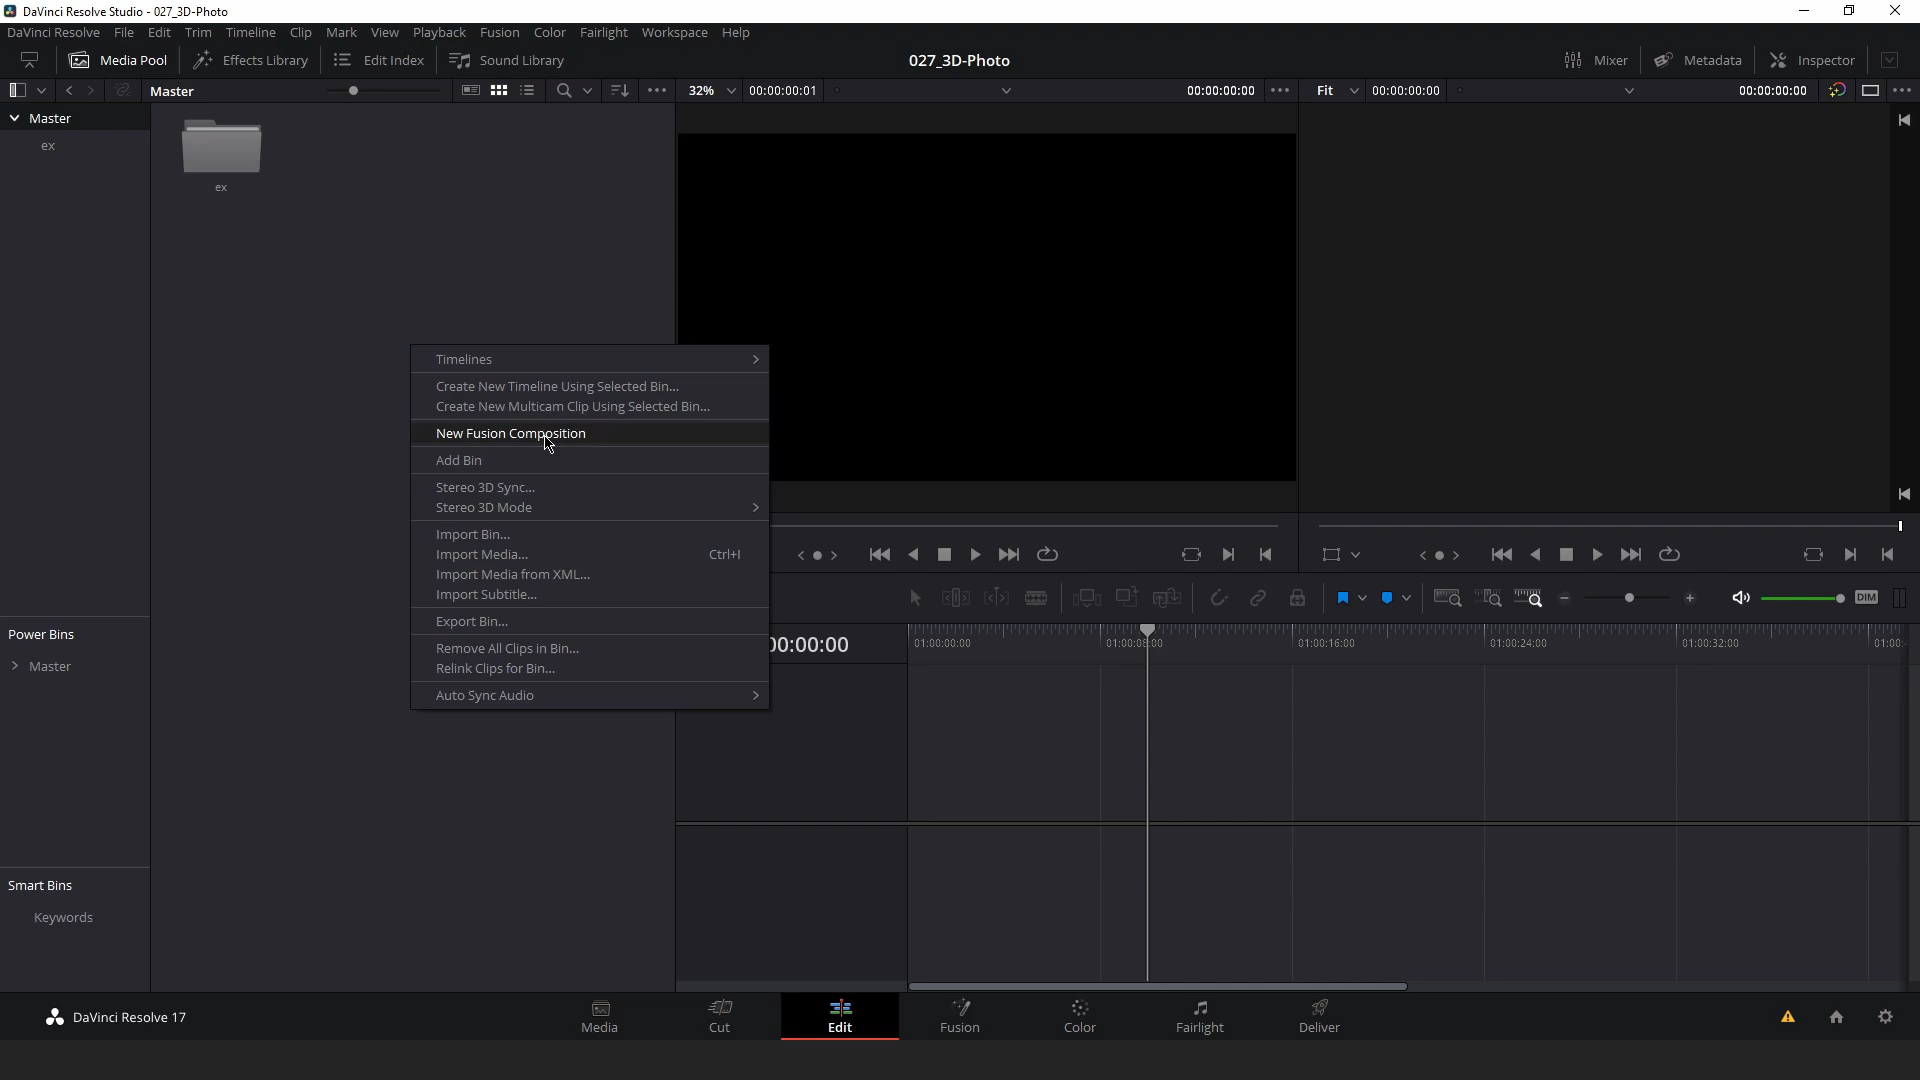 DaVinci Resolve Studio - 027_3D-Photo
DaVinci Resolve File Edit Trim Timeline Clip Mark View Playback Fusion Color Fairlight Workspace Help
Media Pool Effects Library Edit Index Sound Library 027_3D-Photo Mixer Metadata Inspector
Master 32% 00:00:00:01 00:00:00:00 Fit 00:00:00:00 00:00:00:00
Master
ex
ex
Timelines
Create New Timeline Using Selected Bin...
Create New Multicam Clip Using Selected Bin...
New Fusion Composition
Add Bin
Stereo 3D Sync...
Stereo 3D Mode
Import Bin...
Import Media... Ctrl+I
Import Media from XML...
Import Subtitle...
Export Bin...
Remove All Clips in Bin...
Relink Clips for Bin...
Auto Sync Audio
DIM
00:00:00
01:00:00:00 01:00:08:00 01:00:16:00 01:00:24:00 01:00:32:00 01:00:
Power Bins
Master
Smart Bins
Keywords
DaVinci Resolve 17
Media Cut Edit Fusion Color Fairlight Deliver